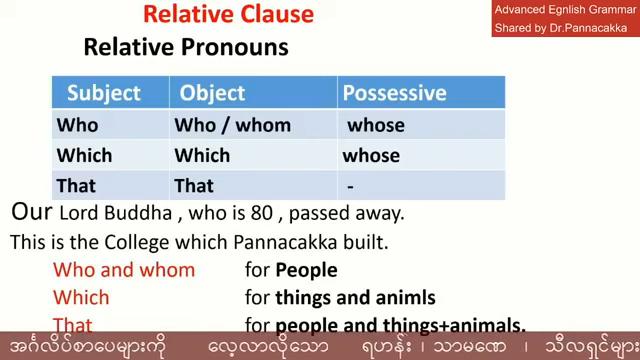 Relative Clause
Advanced Egnlish Grammar
Shared by Dr.Pannacakka
Relative Pronouns
Subject Object Possessive
Who Who / whom whose
Which Which whose
That That -
Our Lord Buddha , who is 80 , passed away.
This is the College which Pannacakka built.
Who and whom for People
Which for things and animls
That for people and things+animals.
အင်္ဂလိပ်စာပေများကို လေ့လာလိုသော ရဟန်း ၊ သာမဏေ ၊ သီလရှင်များ